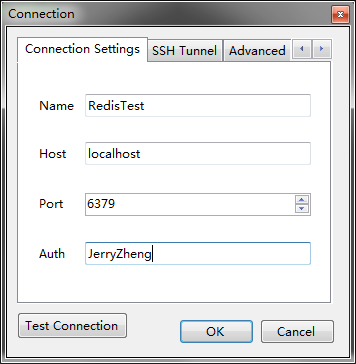 Connection
Connection Settings SSH Tunnel Advanced
Name RedisTest
Host localhost
Port 6379
Auth JerryZheng
Test Connection OK Cancel